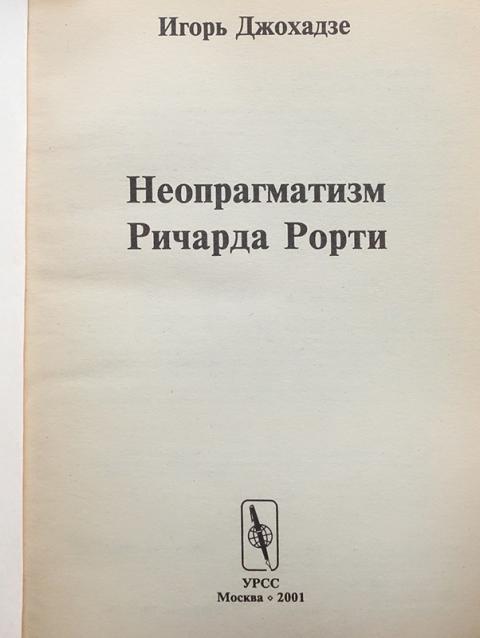 Игорь Джохадзе
Неопрагматизм
Ричарда Рорти
УРСС
Москва ⋄ 2001